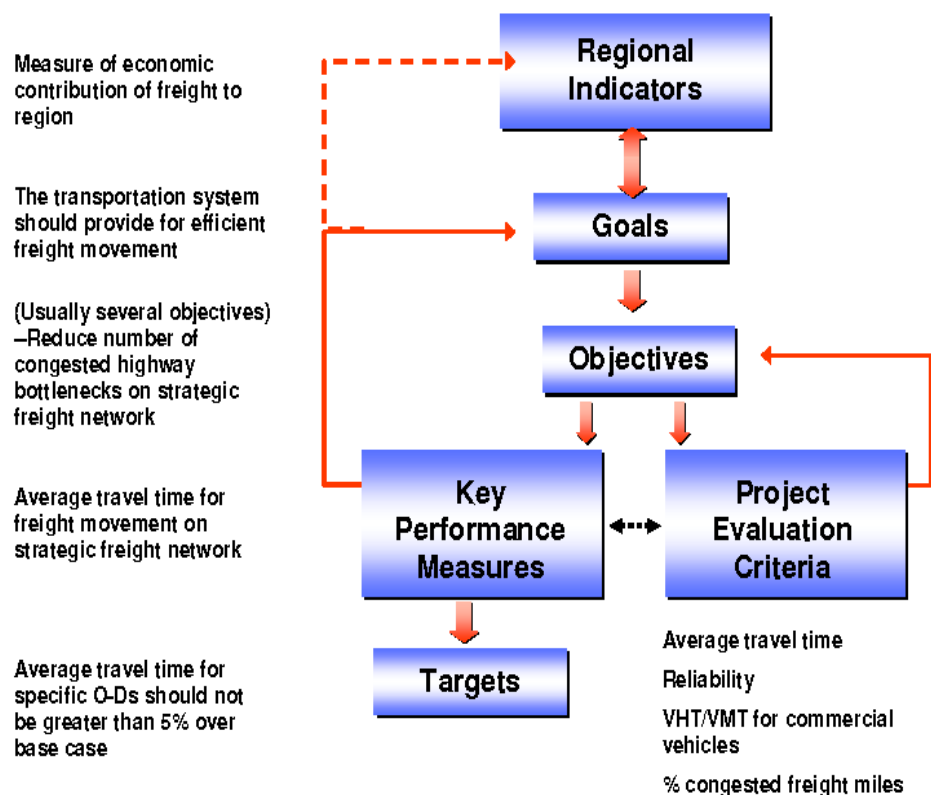 Measure of economic
contribution of freight to
region
Regional
Indicators
The transportation system
should provide for efficient
freight movement
Goals
(Usually several objectives)
–Reduce number of
congested highway
bottlenecks on strategic
freight network
Objectives
Average travel time for
freight movement on
strategic freight network
Key
Performance
Measures
Project
Evaluation
Criteria
Average travel time for
specific O-Ds should not
be greater than 5% over
base case
Targets
Average travel time
Reliability
VHT/VMT for commercial
vehicles
% congested freight miles